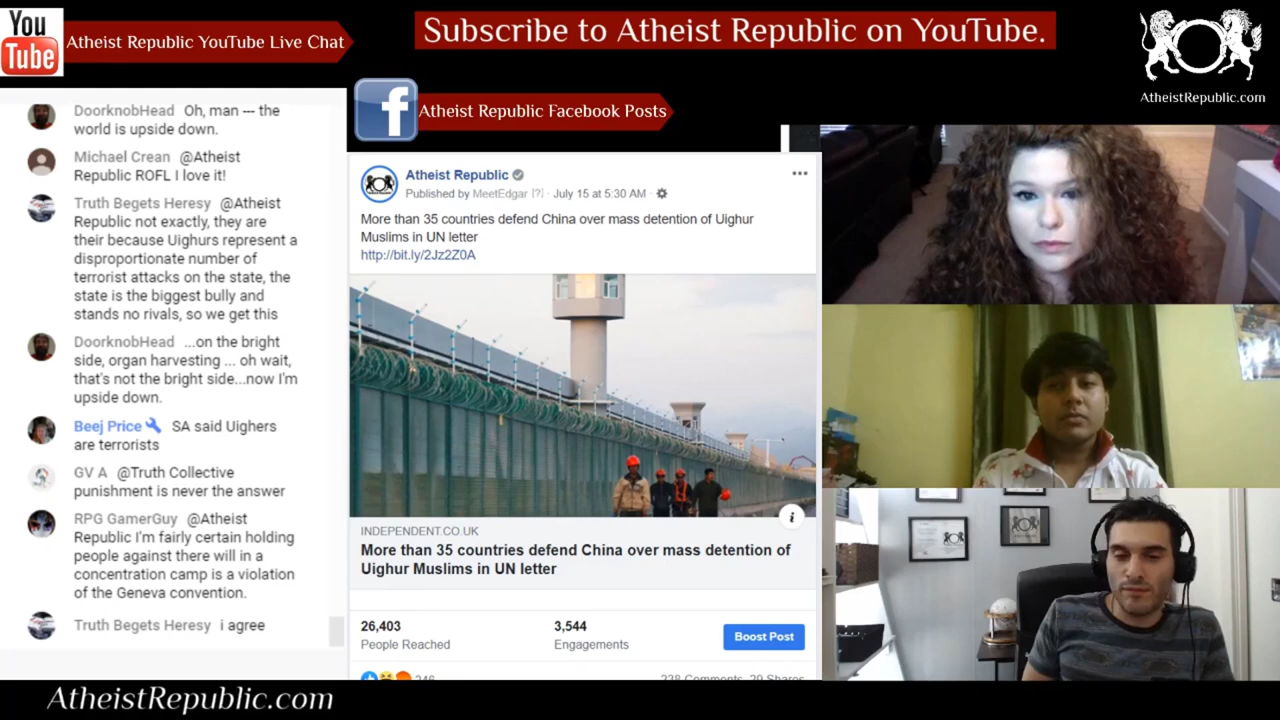 You
Tube
Atheist Republic YouTube Live Chat
Subscribe to Atheist Republic on YouTube.
AtheistRepublic.com
f
Atheist Republic Facebook Posts
DoorknobHead Oh, man --- the
world is upside down.
Michael Crean @Atheist
Republic ROFL I love it!
Truth Begets Heresy @Atheist
Republic not exactly, they are
their because Uighurs represent a
disproportionate number of
terrorist attacks on the state, the
state is the biggest bully and
stands no rivals, so we get this
DoorknobHead ...on the bright
side, organ harvesting ... oh wait,
that's not the bright side...now I'm
upside down.
Beej Price SA said Uighers
are terrorists
GV A @Truth Collective
punishment is never the answer
RPG GamerGuy @Atheist
Republic I'm fairly certain holding
people against there will in a
concentration camp is a violation
of the Geneva convention.
Truth Begets Heresy i agree
Atheist Republic
Published by MeetEdgar [?] · July 15 at 5:30 AM ·
More than 35 countries defend China over mass detention of Uighur
Muslims in UN letter
http://bit.ly/2Jz2Z0A
INDEPENDENT.CO.UK
More than 35 countries defend China over mass detention of
Uighur Muslims in UN letter
26,403
People Reached
3,544
Engagements
Boost Post
246
238 Comments 29 Shares
AtheistRepublic.com